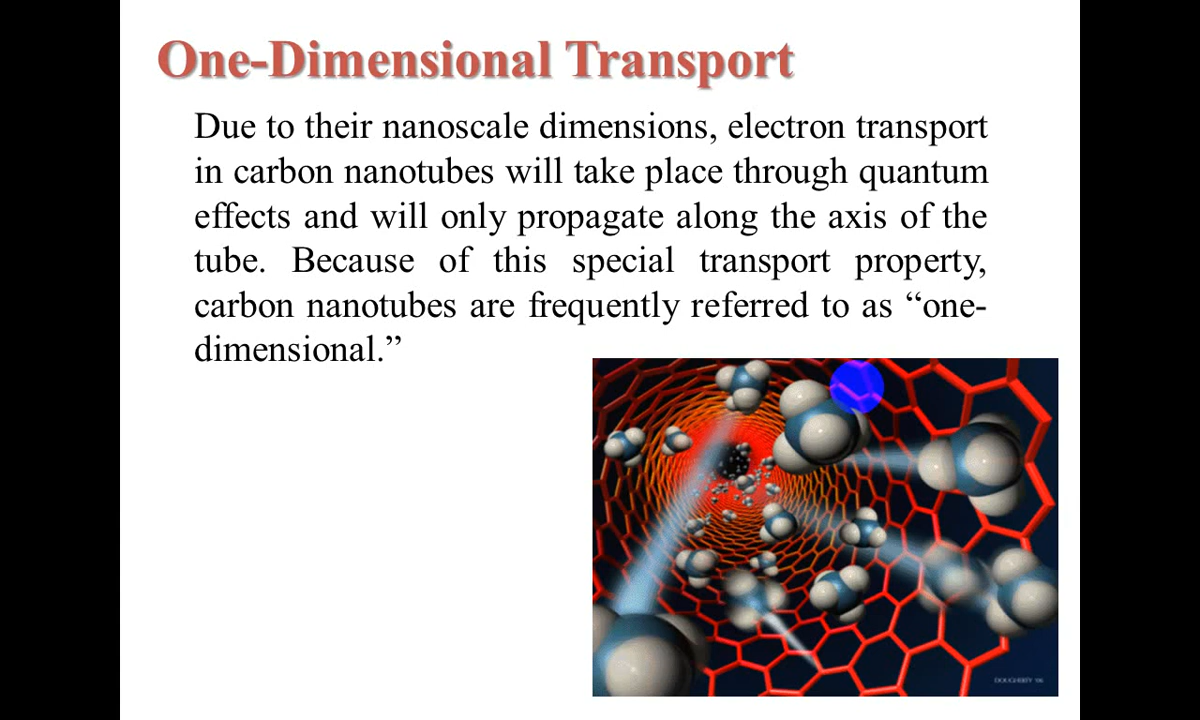 One-Dimensional Transport
Due to their nanoscale dimensions, electron transport
in carbon nanotubes will take place through quantum
effects and will only propagate along the axis of the
tube. Because of this special transport property,
carbon nanotubes are frequently referred to as “one-
dimensional.”
DOUGHERTY '06